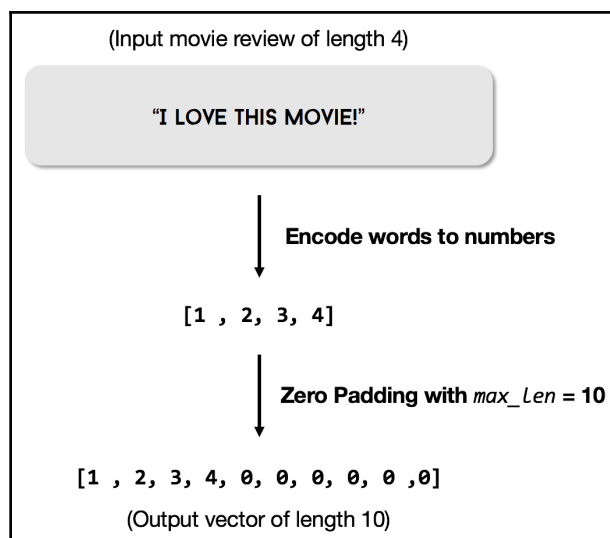 (Input movie review of length 4)
“I LOVE THIS MOVIE!”
Encode words to numbers
[1 , 2, 3, 4]
Zero Padding with max_len = 10
[1 , 2, 3, 4, 0, 0, 0, 0, 0 ,0]
(Output vector of length 10)